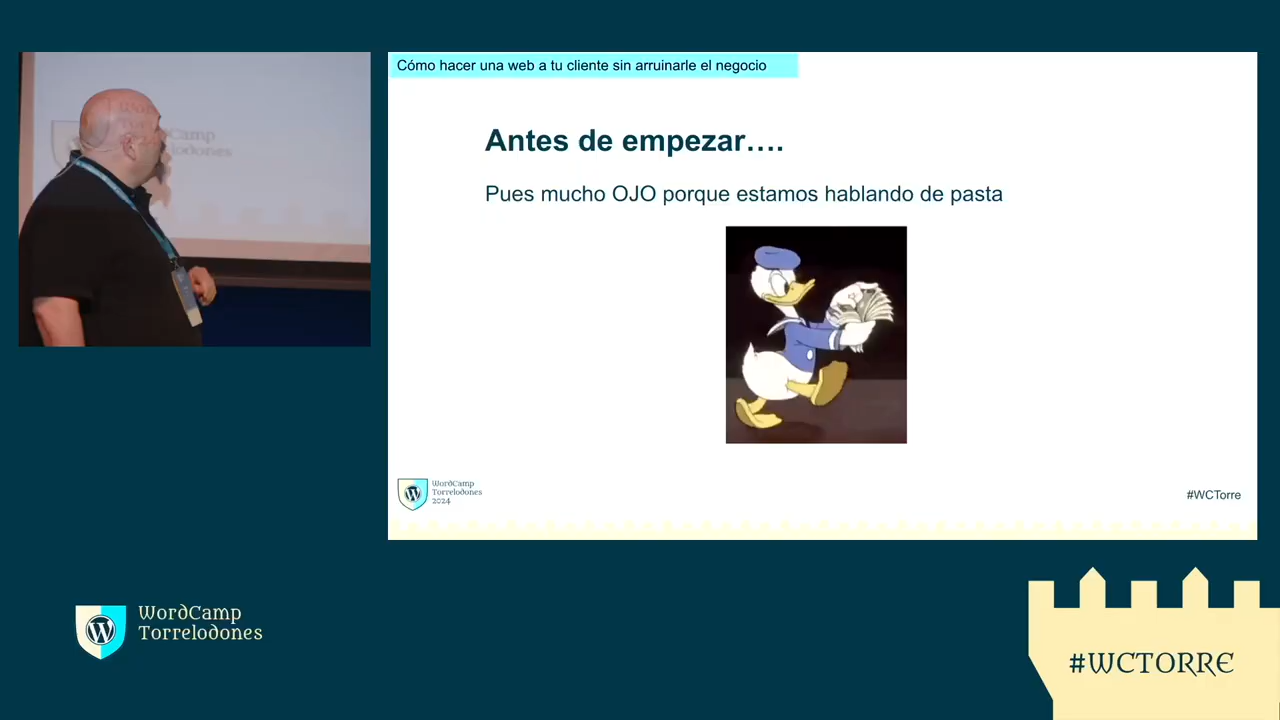 Cómo hacer una web a tu cliente sin arruinarle el negocio
Antes de empezar….
Pues mucho OJO porque estamos hablando de pasta
WordCamp
Torrelodones
2024
#WCTorre
WordCamp
Torrelodones
#WCTORRE